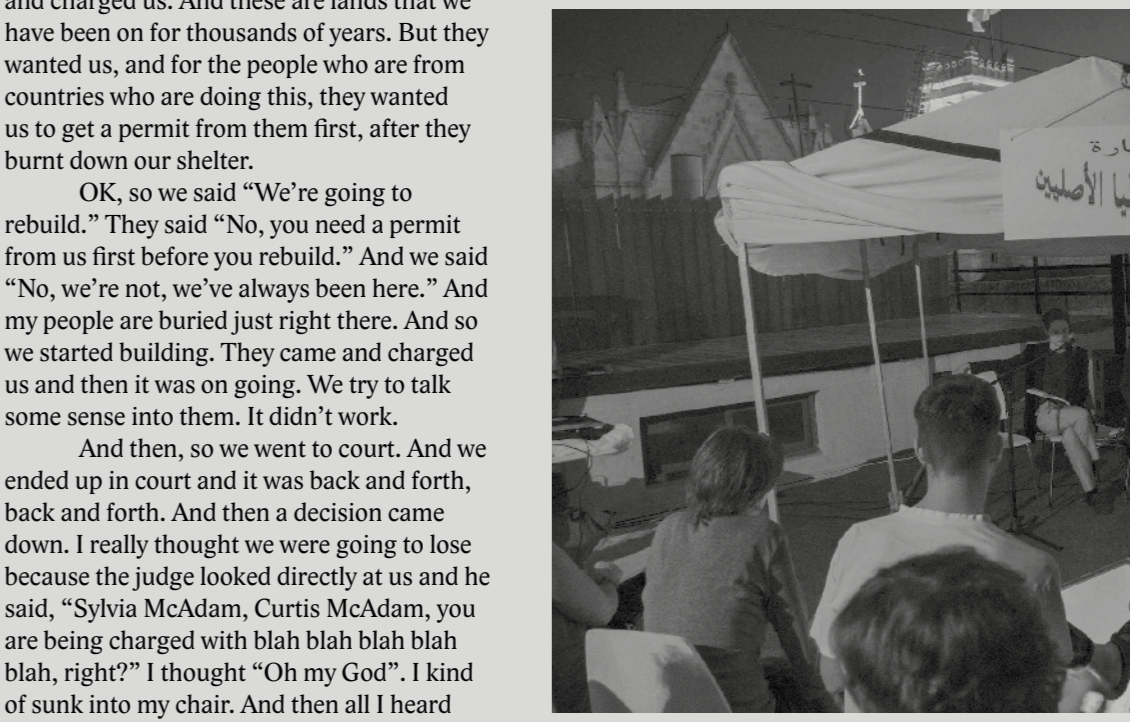 and charged us. And these are lands that we
have been on for thousands of years. But they
wanted us, and for the people who are from
countries who are doing this, they wanted
us to get a permit from them first, after they
burnt down our shelter.
OK, so we said “We’re going to
rebuild.” They said “No, you need a permit
from us first before you rebuild.” And we said
“No, we’re not, we’ve always been here.” And
my people are buried just right there. And so
we started building. They came and charged
us and then it was on going. We try to talk
some sense into them. It didn’t work.
And then, so we went to court. And we
ended up in court and it was back and forth,
back and forth. And then a decision came
down. I really thought we were going to lose
because the judge looked directly at us and he
said, “Sylvia McAdam, Curtis McAdam, you
are being charged with blah blah blah blah
blah, right?” I thought “Oh my God”. I kind
of sunk into my chair. And then all I heard
الأصليين